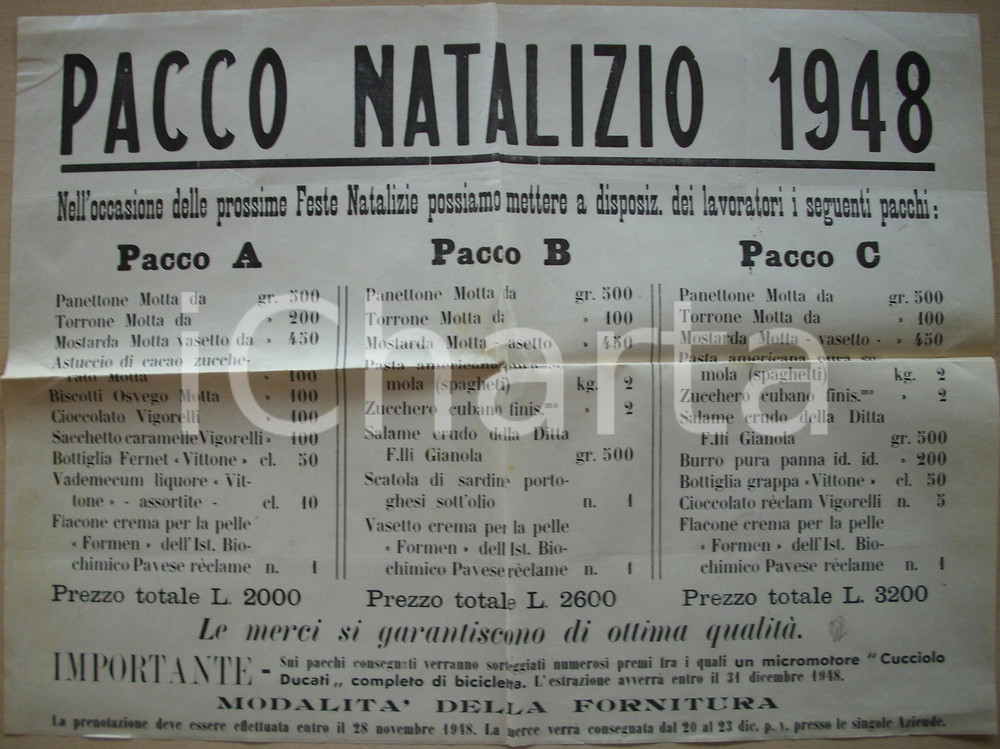 PACCO NATALIZIO 1948
Nell'occasione delle prossime Feste Natalizie possiamo mettere a disposiz. dei lavoratori i seguenti pacchi:
Pacco A
Panettone Motta da gr. 500
Torrone Motta da » 200
Mostarda Motta vasetto da » 450
Astuccio di cacao zucche-
rato Motta » 100
Biscotti Osvego Motta » 100
Cioccolato Vigorelli » 100
Sacchetto caramelle Vigorelli » 100
Bottiglia Fernet «Vittone» cl. 50
Vademecum liquore « Vit-
tone » - assortite - cl. 10
Flacone crema per la pelle
« Formen » dell'Ist. Bio-
chimico Pavese rèclame n. 1
Prezzo totale L. 2000
Pacco B
Panettone Motta da gr. 500
Torrone Motta da » 100
Mostarda Motta - asetto » 450
Pasta americana pura se-
mola (spagheti) kg. 2
Zucchero cubano finis.mo » 2
Salame crudo della Ditta
F.lli Gianola gr. 500
Scatola di sardine porto-
ghesi sott'olio n. 1
Vasetto crema per la pelle
« Formen » dell Ist. Bio-
chimico Pavese rèclame n. 1
Prezzo totale L. 2600
Pacco C
Panettone Motta da gr. 500
Torrone Motta da » 100
Mostarda Motta - vasetto - » 450
Pasta americana pura se-
mola (spaghetti) kg. 2
Zucchero cubano finis.mo » 2
Salame crudo della Ditta
F.lli Gianola gr. 500
Burro pura panna id. id. » 200
Bottiglia grappa «Vittone» cl. 50
Cioccolato rèclam Vigorelli n. 5
Flaccone crema per la pelle
« Formen » dell'Ist. Bio-
chimico Pavese rèclame n. 1
Prezzo totale L. 3200
Le merci si garantiscono di ottima qualità.
IMPORTANTE - Sui pacchi consegnati verranno sorteggiati numerosi premi fra i quali un micromotore "Cucciolo
Ducati,, completo di bicicletta. L'estrazione avverrà entro il 31 dicembre 1948.
MODALITA' DELLA FORNITURA
La prenotazione deve essere effettuata entro il 28 novembre 1948. La merce verrà consegnata dal 20 al 23 dic. p. v. presso le singole Aziende.
iCharta